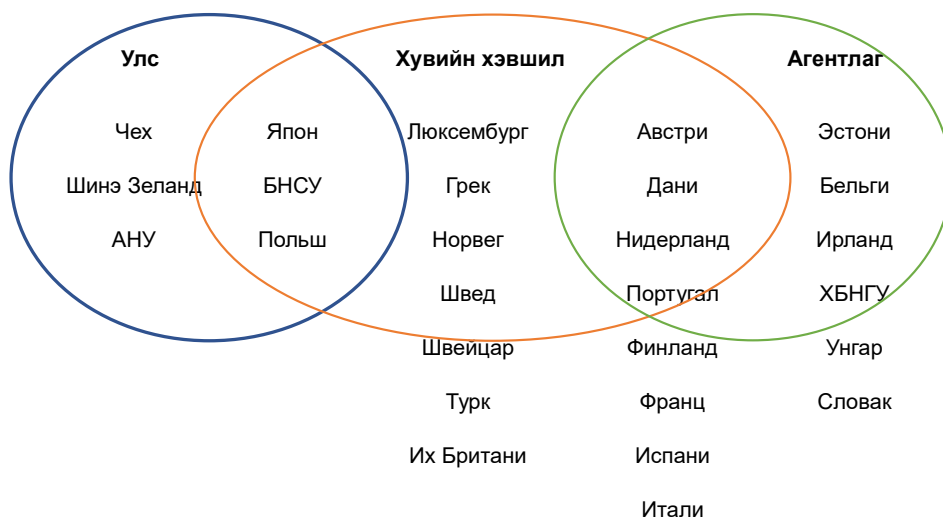 Улс Хувийн хэвшил Агентлаг
Чех Япон Люксембург Австри Эстони
Шинэ Зеланд БНСУ Грек Дани Бельги
АНУ Польш Норвег Нидерланд Ирланд
Швед Португал ХБНГУ
Швейцар Финланд Унгар
Турк Франц Словак
Их Британи Испани
Итали